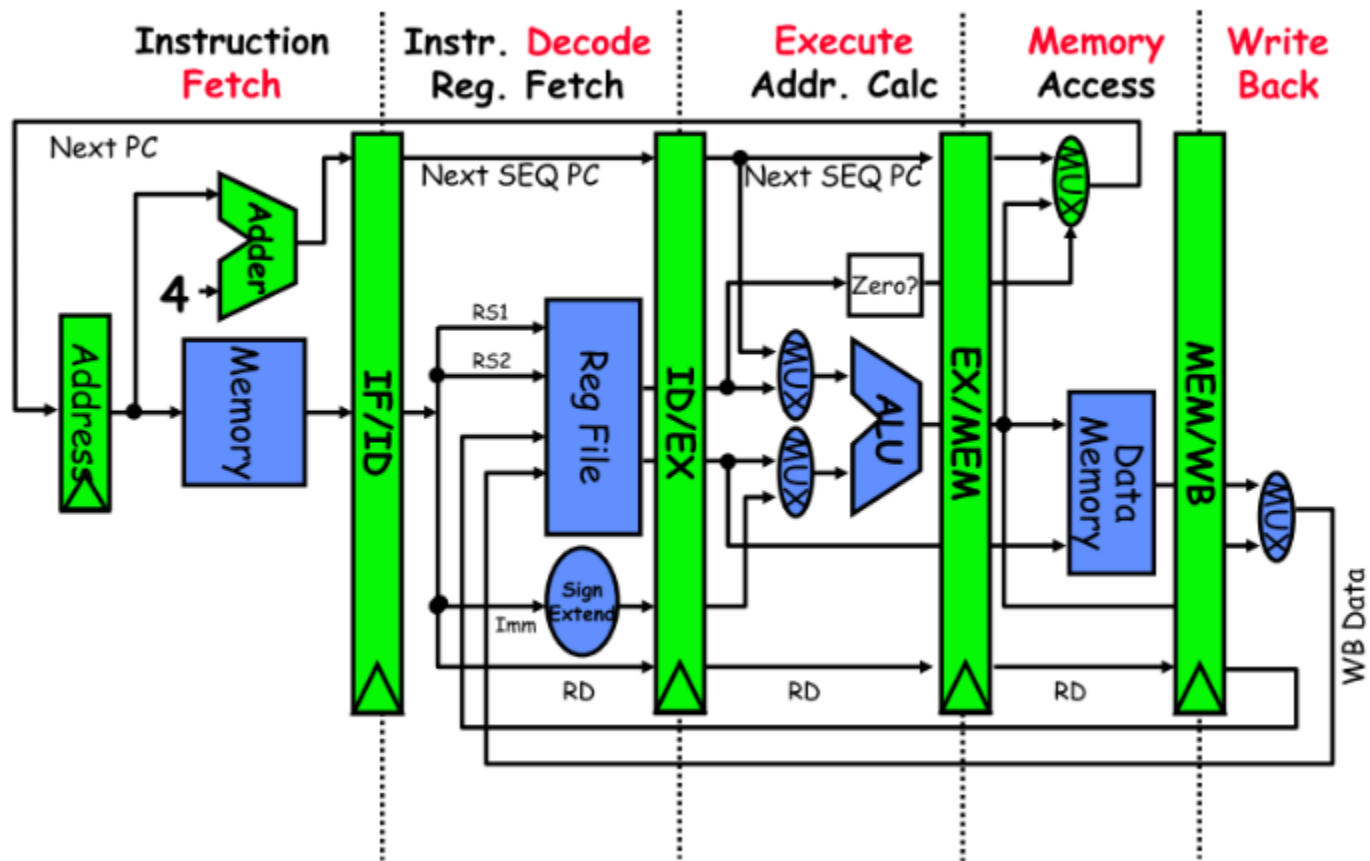 Instruction
Fetch
Instr. Decode
Reg. Fetch
Execute
Addr. Calc
Memory
Access
Write
Back
Next PC
Next SEQ PC
Next SEQ PC
MUX
Adder
4
Zero?
Address
Memory
IF/ID
RS1
RS2
Reg File
ID/EX
MUX
MUX
ALU
EX/MEM
Data
Memory
MEM/WB
MUX
Sign
Extend
Imm
RD
RD
RD
WB Data